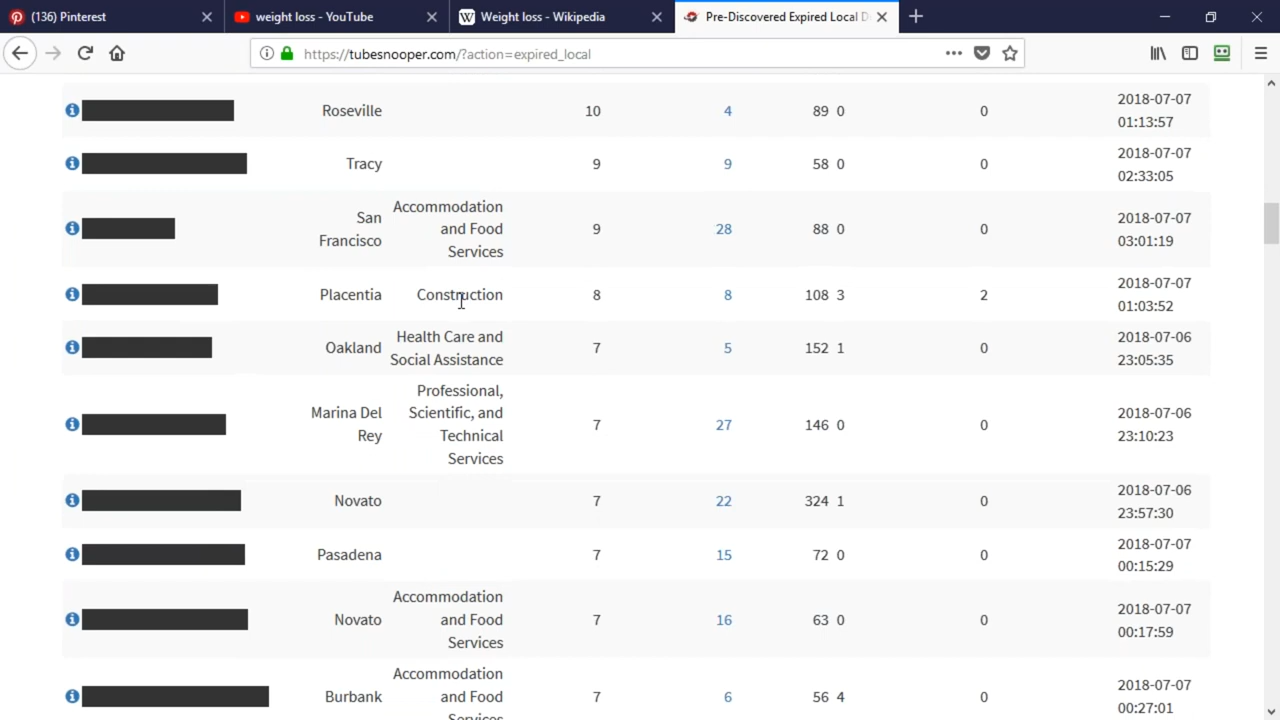 (136) Pinterest
weight loss - YouTube
Weight loss - Wikipedia
Pre-Discovered Expired Local D
https://tubesnooper.com/?action=expired_local
Roseville 10 4 89 0 0 2018-07-07
01:13:57
Tracy 9 9 58 0 0 2018-07-07
02:33:05
San
Francisco
Accommodation
and Food
Services
9 28 88 0 0 2018-07-07
03:01:19
Placentia Construction 8 8 108 3 2 2018-07-07
01:03:52
Oakland
Health Care and
Social Assistance
7 5 152 1 0 2018-07-06
23:05:35
Marina Del
Rey
Professional,
Scientific, and
Technical
Services
7 27 146 0 0 2018-07-06
23:10:23
Novato 7 22 324 1 0 2018-07-06
23:57:30
Pasadena 7 15 72 0 0 2018-07-07
00:15:29
Novato
Accommodation
and Food
Services
7 16 63 0 0 2018-07-07
00:17:59
Burbank
Accommodation
and Food
Services
7 6 56 4 0 2018-07-07
00:27:01